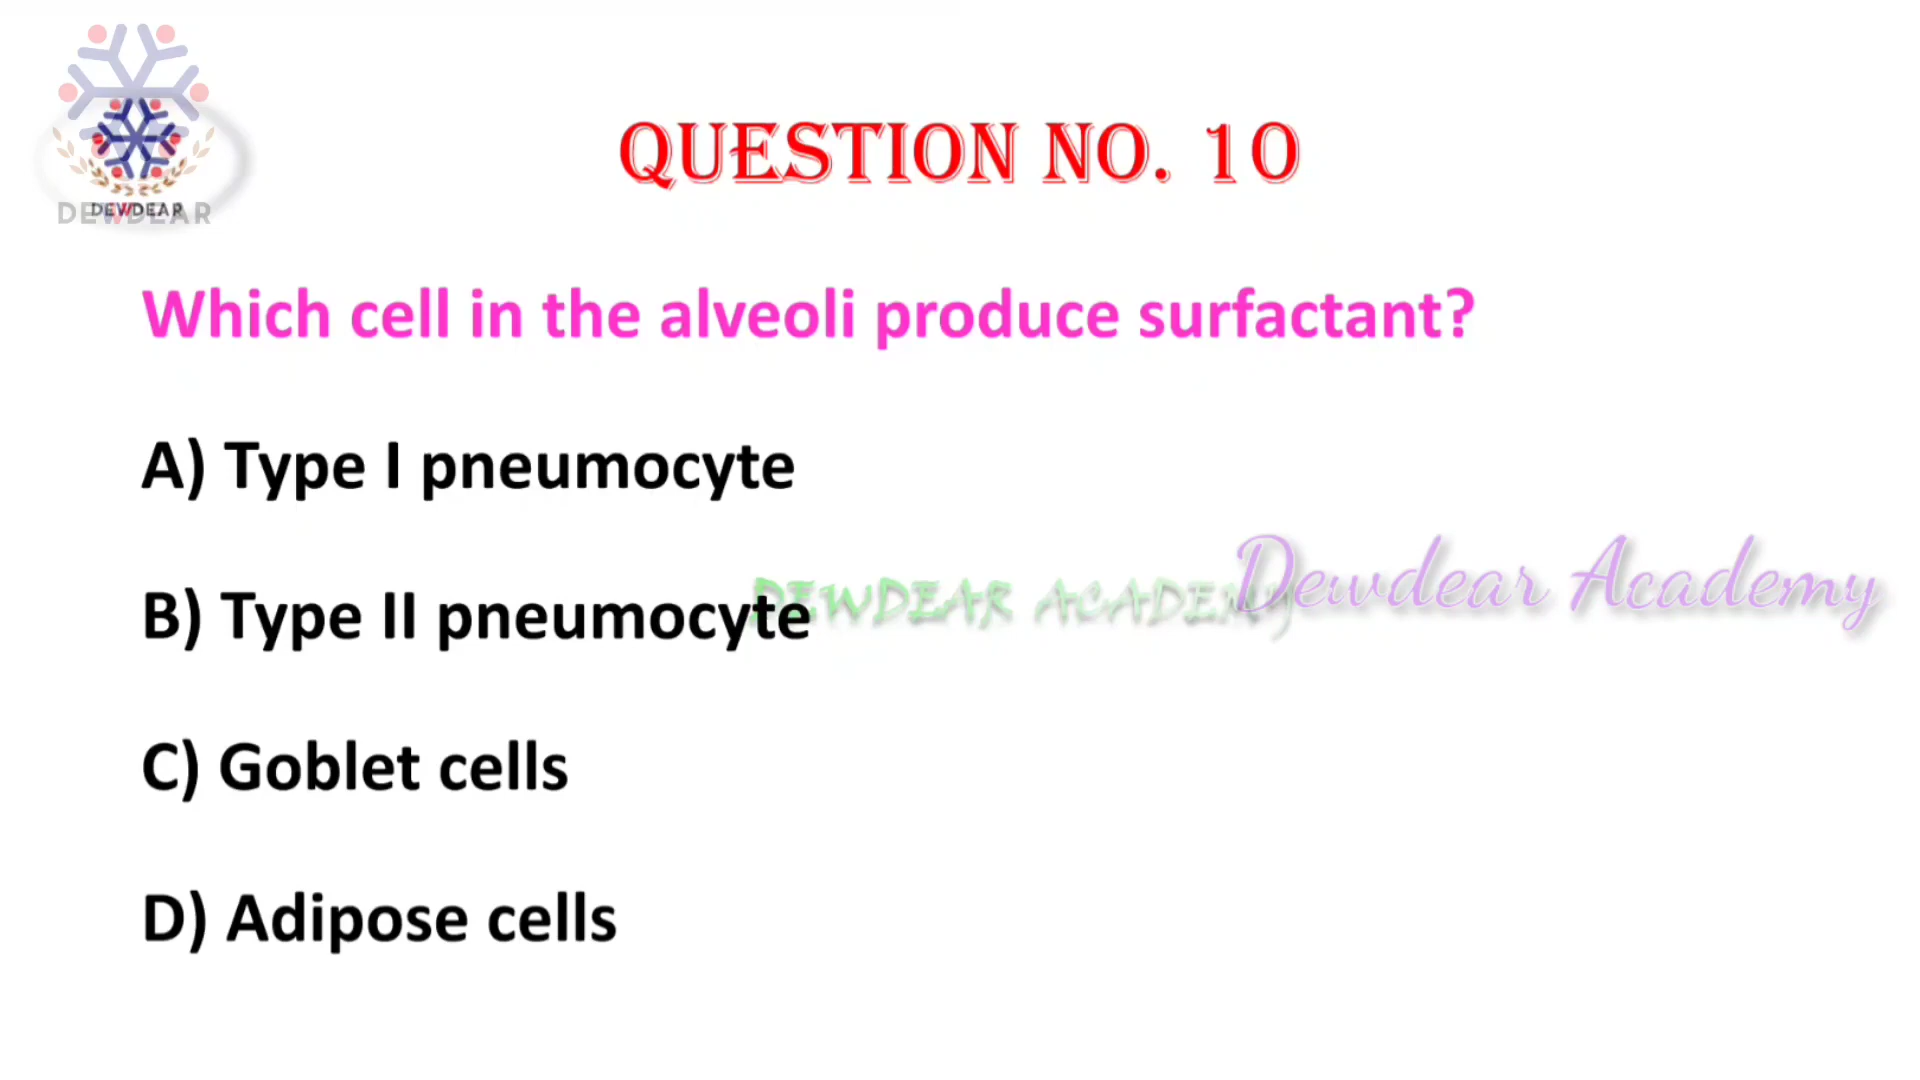 DEWDEAR
DEWDEAR
QUESTION NO. 10
Which cell in the alveoli produce surfactant?
A) Type I pneumocyte
B) Type II pneumocyte
DEWDEAR ACADEMY
Dewdear Academy
C) Goblet cells
D) Adipose cells